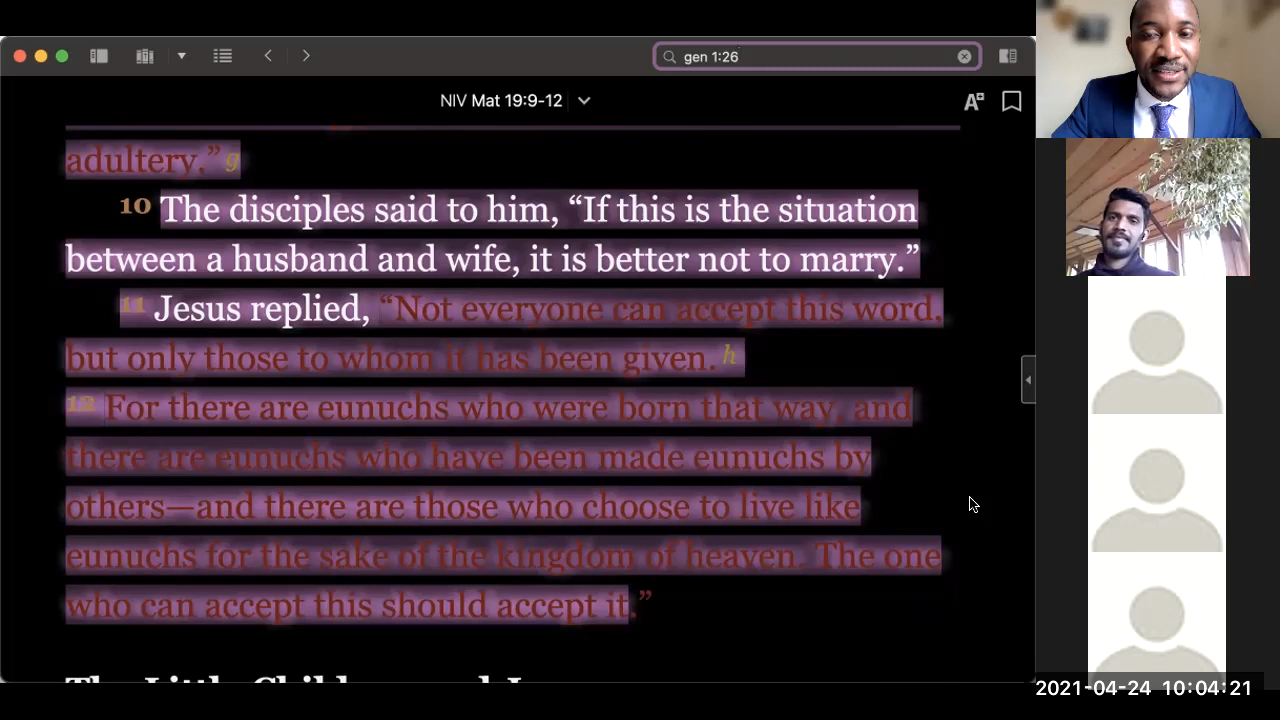 gen 1:26
NIV Mat 19:9-12
A
adultery.” g
10 The disciples said to him, “If this is the situation
between a husband and wife, it is better not to marry.”
11 Jesus replied, “Not everyone can accept this word,
but only those to whom it has been given. h
12 For there are eunuchs who were born that way, and
there are eunuchs who have been made eunuchs by
others—and there are those who choose to live like
eunuchs for the sake of the kingdom of heaven. The one
who can accept this should accept it.”
2021-04-24 10:04:21